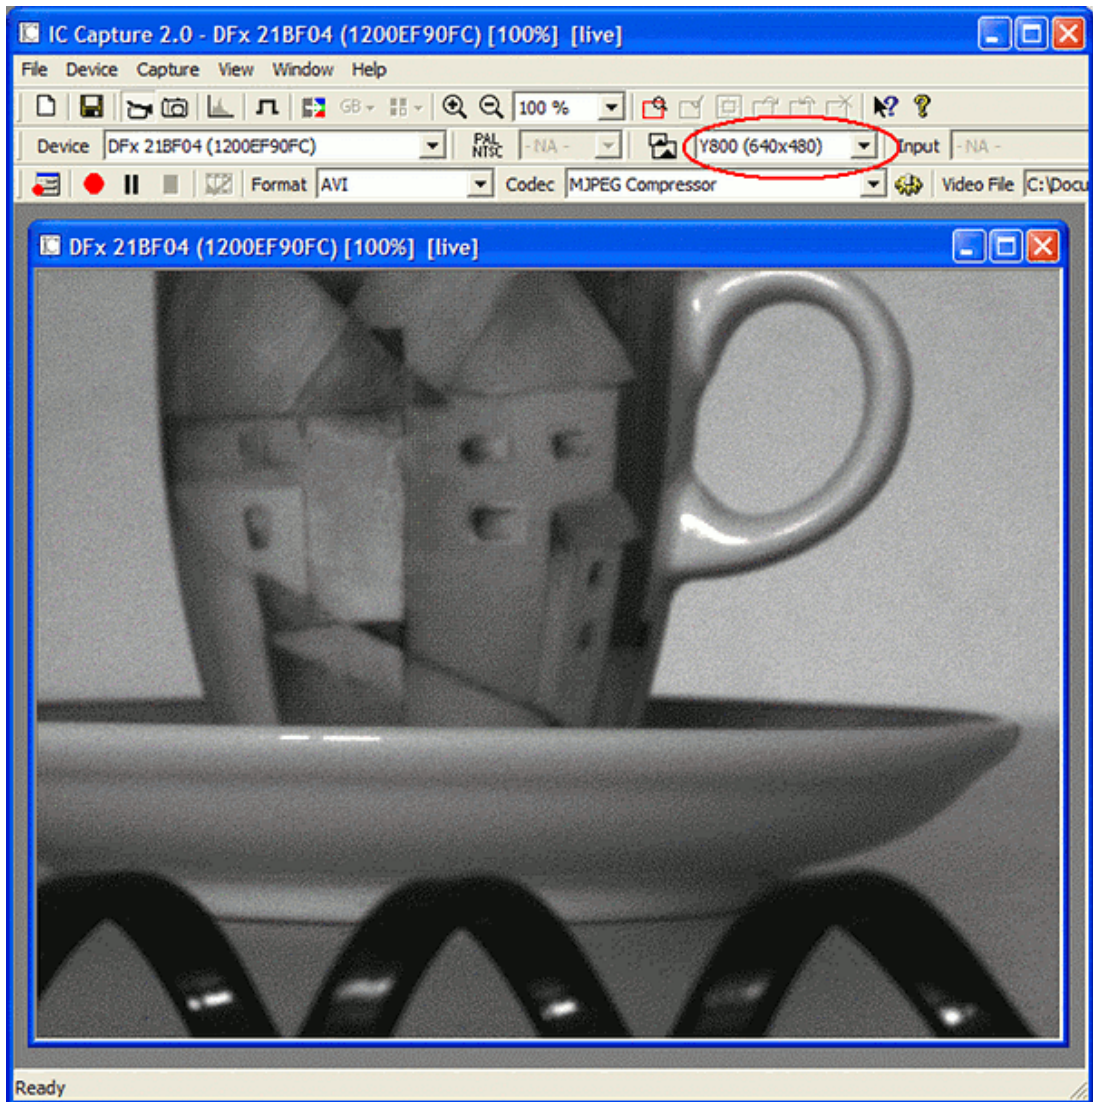 IC Capture 2.0 - DFx 21BF04 (1200EF90FC) [100%] [live]
File Device Capture View Window Help
GB 100 %
Device DFx 21BF04 (1200EF90FC) PAL NTSC - NA - Y800 (640x480) Input - NA -
Format AVI Codec MJPEG Compressor Video File C:\Docu
DFx 21BF04 (1200EF90FC) [100%] [live]
Ready